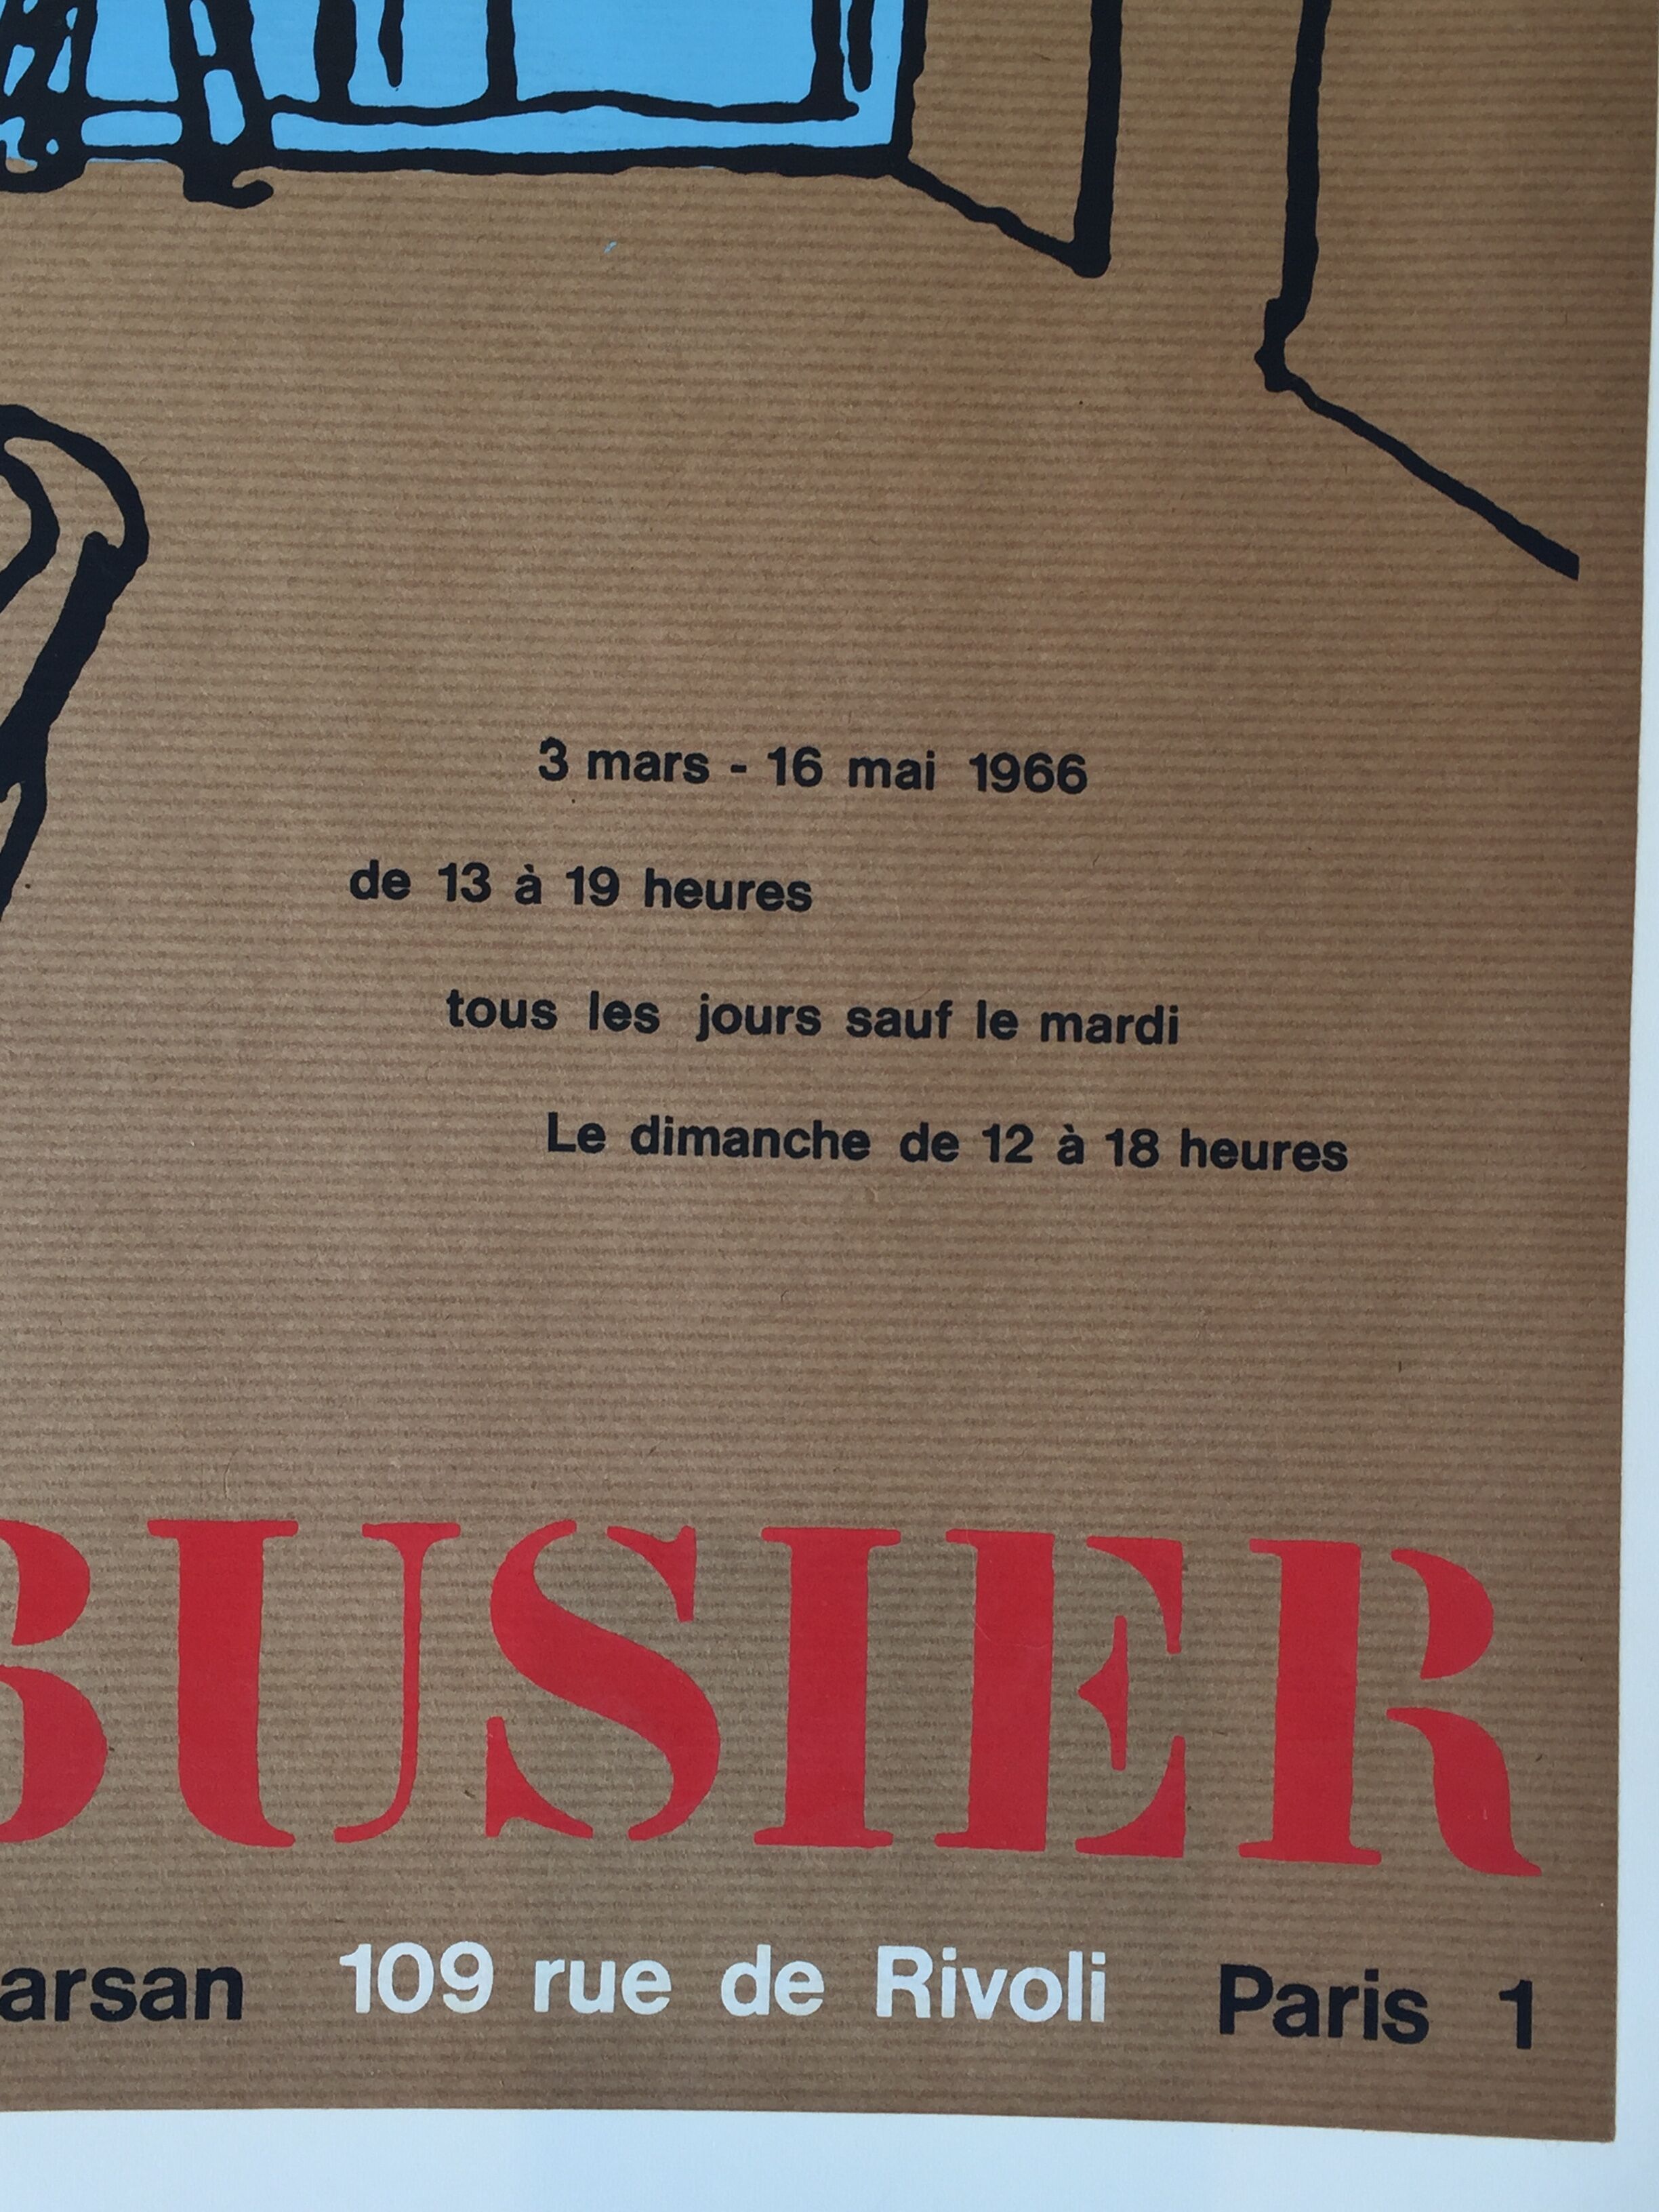 3 mars - 16 mai 1966
de 13 à 19 heures
tous les jours sauf le mardi
Le dimanche de 12 à 18 heures
BUSIER
arsan 109 rue de Rivoli Paris 1